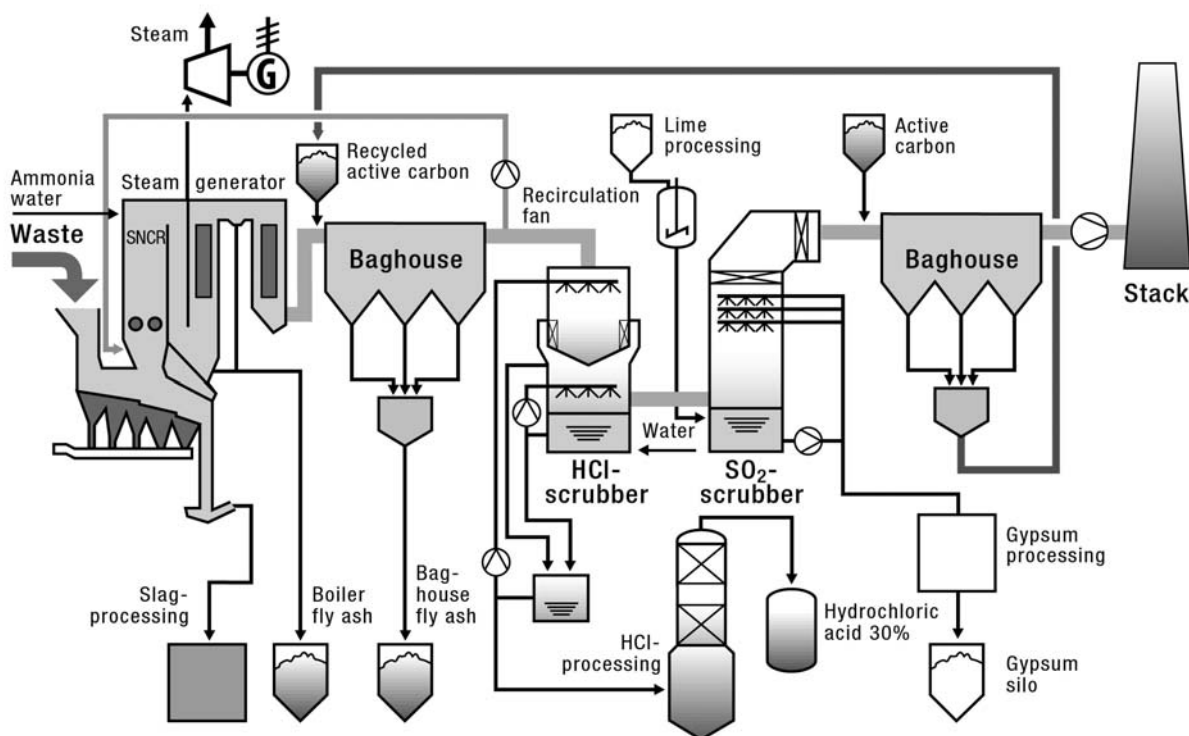 Steam
G
Ammonia
water
Steam generator
Recycled
active carbon
Lime
processing
Active
carbon
Recirculation
fan
Waste
SNCR
Baghouse
Baghouse
Stack
Water
HCl-
scrubber
SO₂-
scrubber
Slag-
processing
Boiler
fly ash
Bag-
house
fly ash
HCl-
processing
Hydrochloric
acid 30%
Gypsum
processing
Gypsum
silo